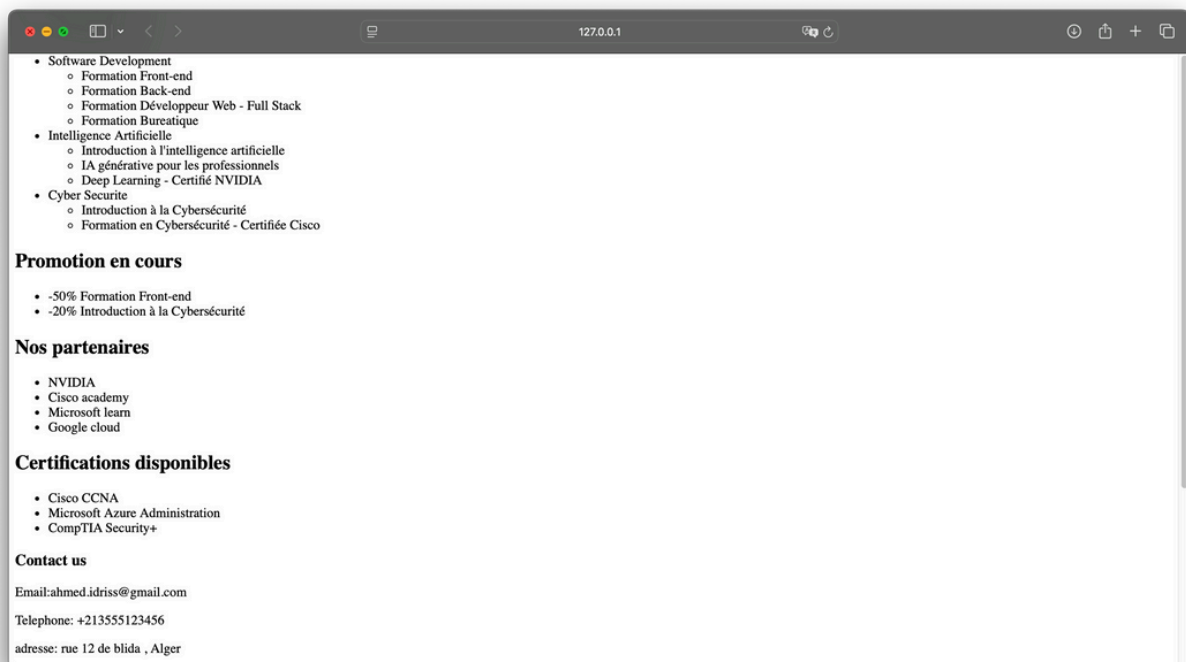 127.0.0.1
Software Development
Formation Front-end
Formation Back-end
Formation Développeur Web - Full Stack
Formation Bureatique
Intelligence Artificielle
Introduction à l'intelligence artificielle
IA générative pour les professionnels
Deep Learning - Certifié NVIDIA
Cyber Securite
Introduction à la Cybersécurité
Formation en Cybersécurité - Certifiée Cisco
Promotion en cours
-50% Formation Front-end
-20% Introduction à la Cybersécurité
Nos partenaires
NVIDIA
Cisco academy
Microsoft learn
Google cloud
Certifications disponibles
Cisco CCNA
Microsoft Azure Administration
CompTIA Security+
Contact us
Email:ahmed.idriss@gmail.com
Telephone: +213555123456
adresse: rue 12 de blida , Alger